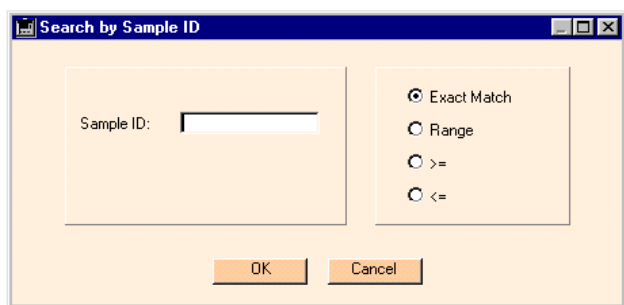 Search by Sample ID
Sample ID:
Exact Match
Range
>=
<=
OK
Cancel